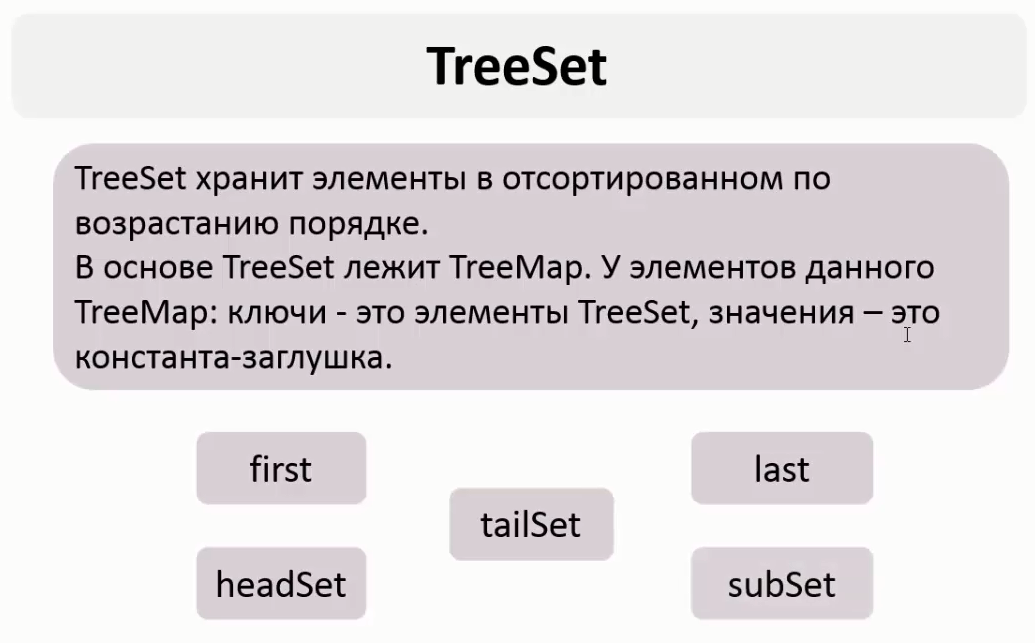 TreeSet
TreeSet хранит элементы в отсортированном по
возрастанию порядке.
В основе TreeSet лежит TreeMap. У элементов данного
TreeMap: ключи - это элементы TreeSet, значения – это
константа-заглушка.
first
last
tailSet
headSet
subSet